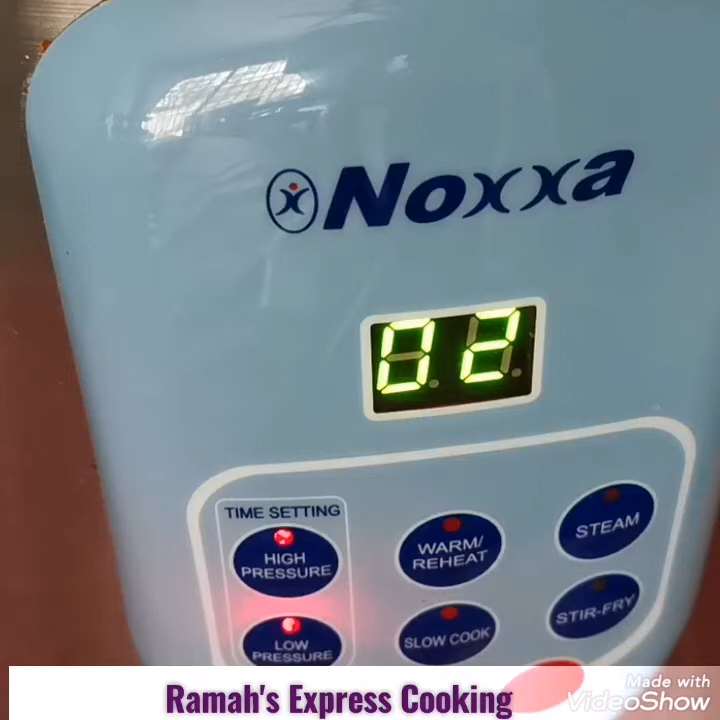 Noxxa
02
TIME SETTING
HIGH
PRESSURE
WARM/
REHEAT
STEAM
LOW
PRESSURE
SLOW COOK
STIR-FRY
Ramah's Express Cooking
Made with
VideoShow